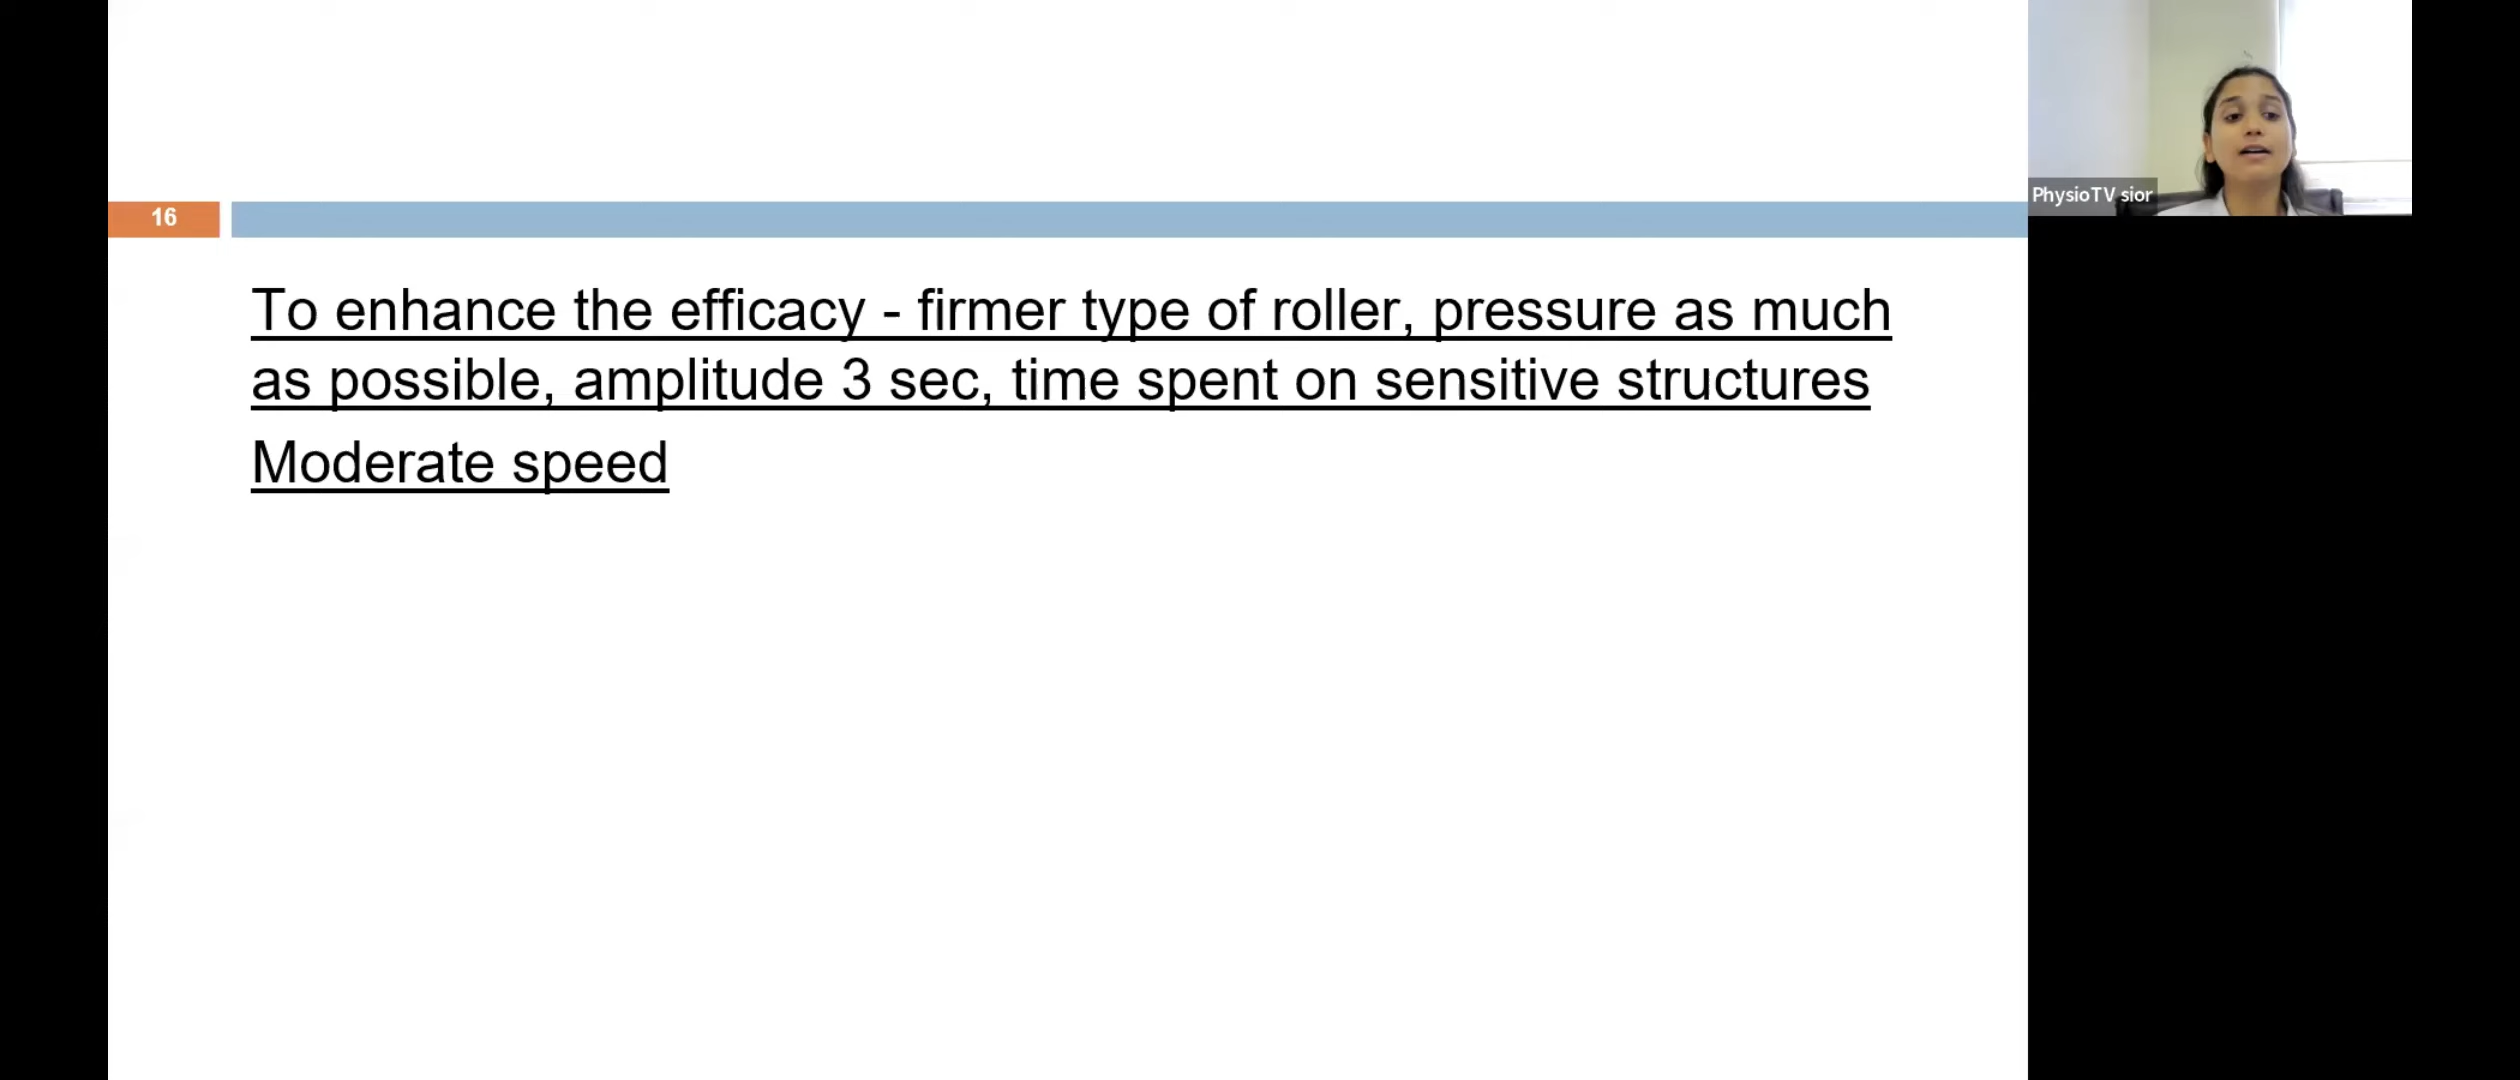 16
PhysioTV sior
To enhance the efficacy - firmer type of roller, pressure as much
as possible, amplitude 3 sec, time spent on sensitive structures
Moderate speed